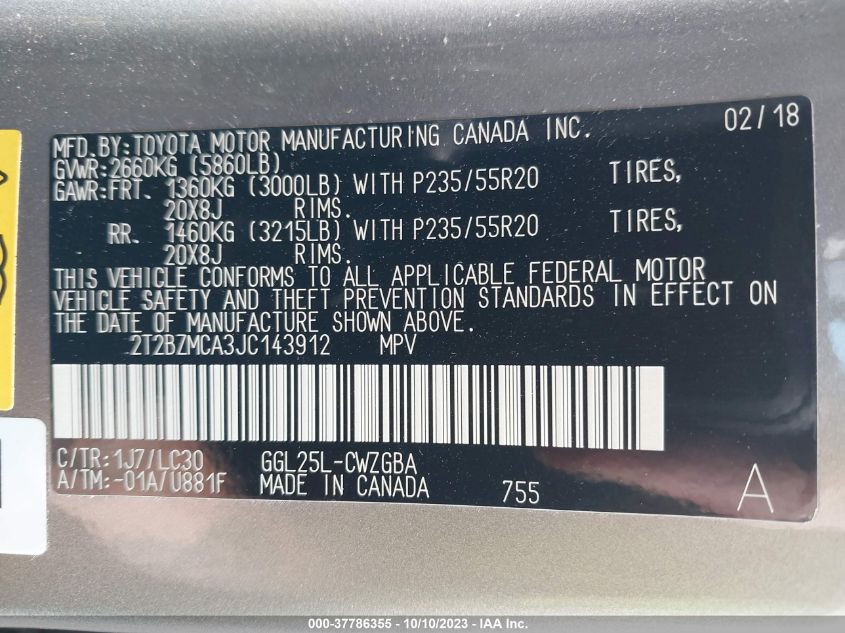 MFD.BY:TOYOTA MOTOR MANUFACTURING CANADA INC. 02/18
GVWR:2660KG (5860LB)
GAWR:FRT. 1360KG (3000LB) WITH P235/55R20 TIRES,
20X8J RIMS.
RR. 1460KG (3215LB) WITH P235/55R20 TIRES,
20X8J RIMS.
THIS VEHICLE CONFORMS TO ALL APPLICABLE FEDERAL MOTOR
VEHICLE SAFETY AND THEFT PREVENTION STANDARDS IN EFFECT ON
THE DATE OF MANUFACTURE SHOWN ABOVE.
2T2BZMCA3JC143912 MPV
C/TR:1J7/LC30 GGL25L-CWZGBA
A/TM:-01A/U881F MADE IN CANADA 755 A
000-37786355 - 10/10/2023 - IAA Inc.